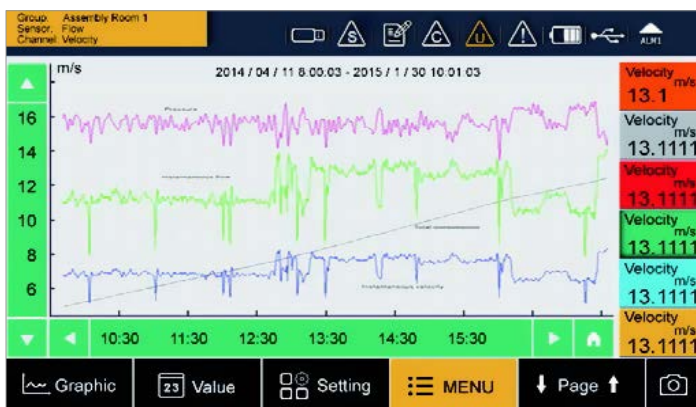 Group: Assembly Room 1
Sensor: Flow
Channel: Velocity
S
C
U
ALM1
m/s
2014 / 04 / 11 8:00:03 - 2015 / 1 / 30 10:01:03
Pressure
16
14
12
10
8
6
Instantaneous flow
Instantaneous velocity
10:30 11:30 12:30 13:30 14:30 15:30
Velocity
m/s
13.1
Velocity
m/s
13.1111
Velocity
m/s
13.1111
Velocity
m/s
13.1111
Velocity
m/s
13.1111
Velocity
m/s
13.1111
Graphic
23 Value
Setting
MENU
Page